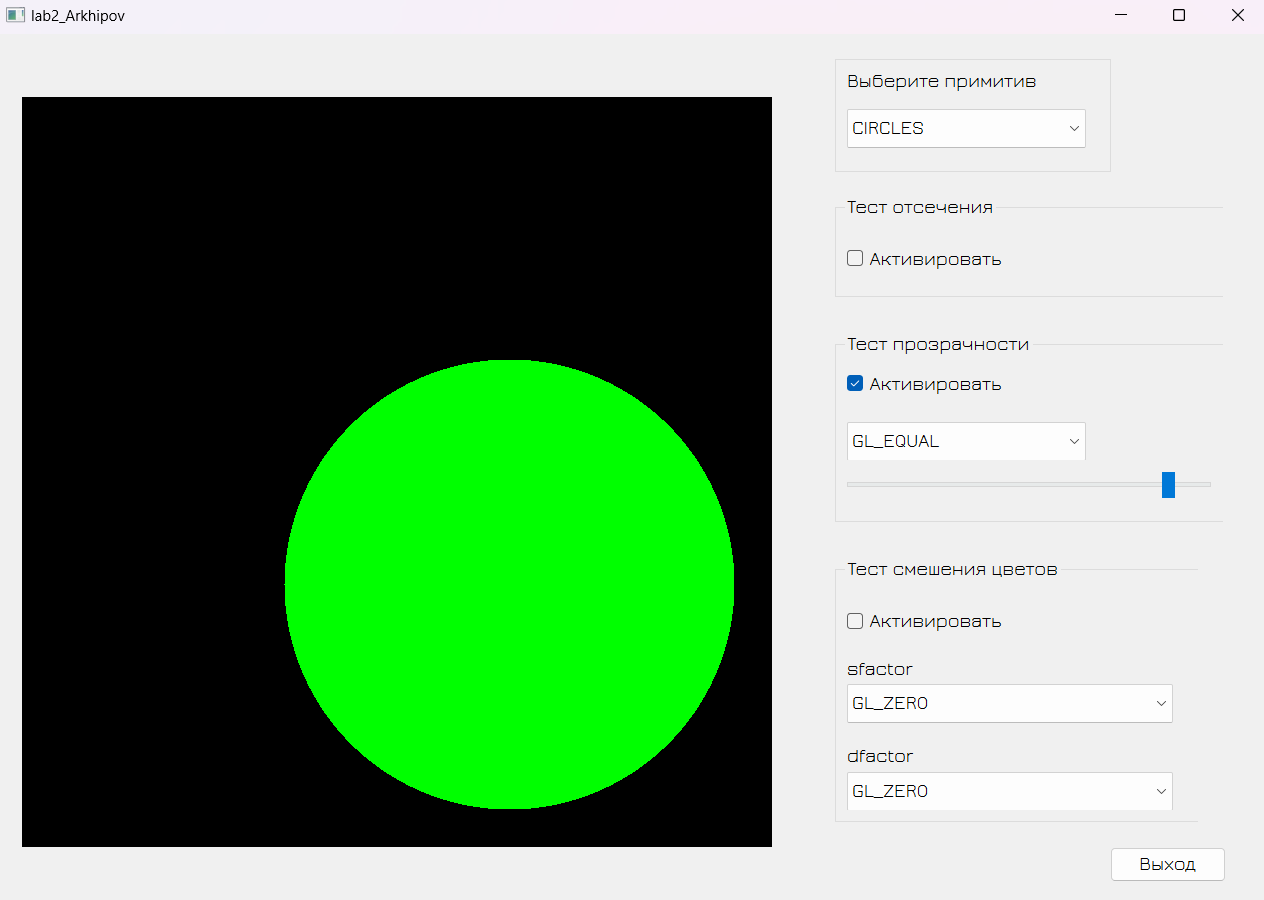 lab2_Arkhipov
Выберите примитив
CIRCLES
Тест отсечения
Активировать
Тест прозрачности
Активировать
GL_EQUAL
Тест смешения цветов
Активировать
sfactor
GL_ZERO
dfactor
GL_ZERO
Выход